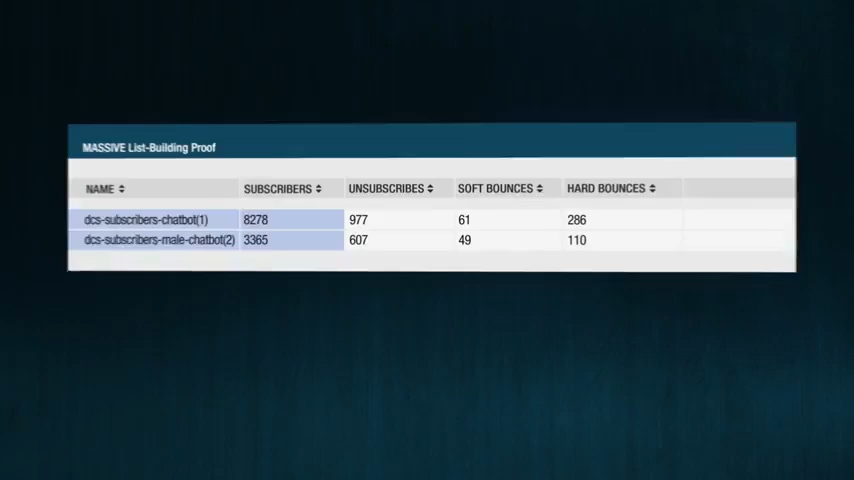 MASSIVE List-Building Proof
NAME SUBSCRIBERS UNSUBSCRIBES SOFT BOUNCES HARD BOUNCES
dcs-subscribers-chatbot(1) 8278 977 61 286
dcs-subscribers-male-chatbot(2) 3365 607 49 110